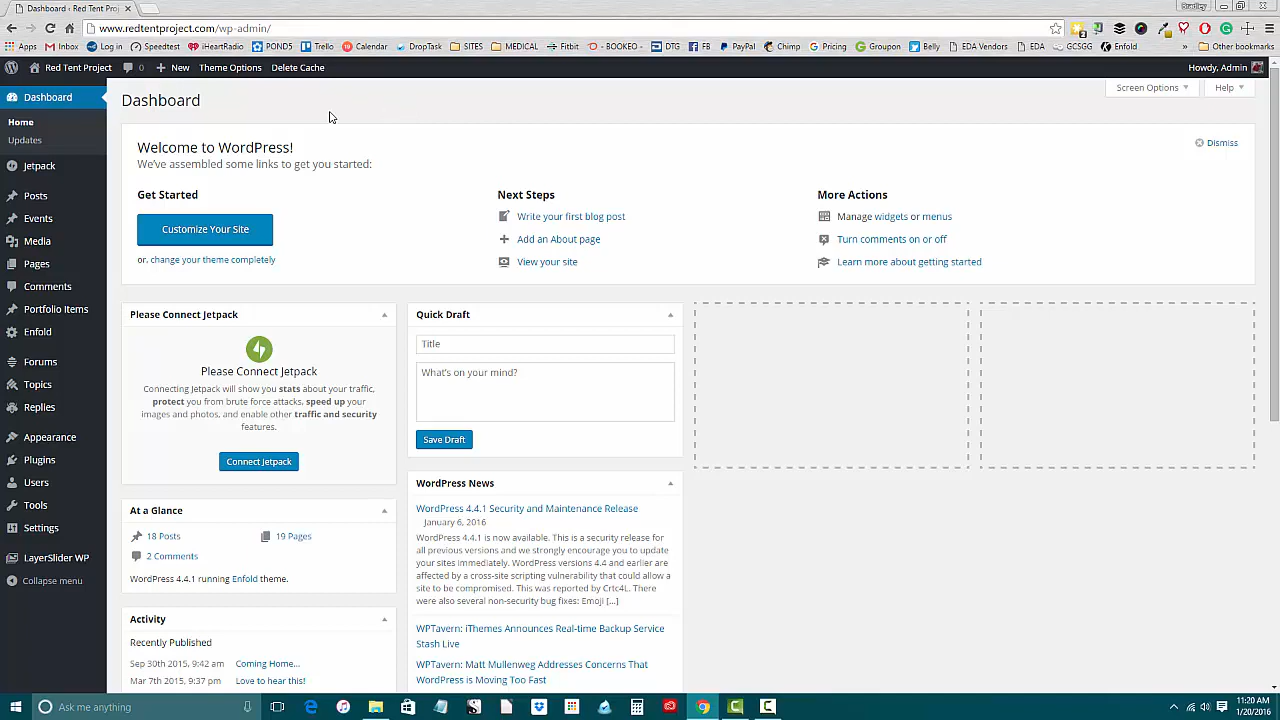 Dashboard ‹ Red Tent Proj
Bradley
www.redtentproject.com/wp-admin/
Apps
Inbox
Log in
Speedtest
iHeartRadio
POND5
Trello
Calendar
DropTask
SITES
MEDICAL
Fitbit
- BOOKEO
DTG
FB
PayPal
Chimp
Pricing
Groupon
Belly
EDA Vendors
EDA
GCSGG
Enfold
»
Other bookmarks
Red Tent Project
0
New
Theme Options
Delete Cache
Howdy, Admin
Dashboard
Home
Updates
Jetpack
Posts
Events
Media
Pages
Comments
Portfolio Items
Enfold
Forums
Topics
Replies
Appearance
Plugins
Users
Tools
Settings
LayerSlider WP
Collapse menu
Dashboard
Screen Options
Help
Welcome to WordPress!
We've assembled some links to get you started:
Dismiss
Get Started
Customize Your Site
or, change your theme completely
Next Steps
Write your first blog post
Add an About page
View your site
More Actions
Manage widgets or menus
Turn comments on or off
Learn more about getting started
Please Connect Jetpack
Please Connect Jetpack
Connecting Jetpack will show you stats about your traffic,
protect you from brute force attacks, speed up your
images and photos, and enable other traffic and security
features.
Connect Jetpack
At a Glance
18 Posts
19 Pages
2 Comments
WordPress 4.4.1 running Enfold theme.
Activity
Recently Published
Sep 30th 2015, 9:42 am
Coming Home…
Mar 7th 2015, 9:37 pm
Love to hear this!
Quick Draft
Title
What's on your mind?
Save Draft
WordPress News
WordPress 4.4.1 Security and Maintenance Release
January 6, 2016
WordPress 4.4.1 is now available. This is a security release for
all previous versions and we strongly encourage you to update
your sites immediately. WordPress versions 4.4 and earlier are
affected by a cross-site scripting vulnerability that could allow a
site to be compromised. This was reported by Crtc4L. There
were also several non-security bug fixes: Emoji […]
WPTavern: iThemes Announces Real-time Backup Service
Stash Live
WPTavern: Matt Mullenweg Addresses Concerns That
WordPress is Moving Too Fast
Ask me anything
11:20 AM
1/20/2016